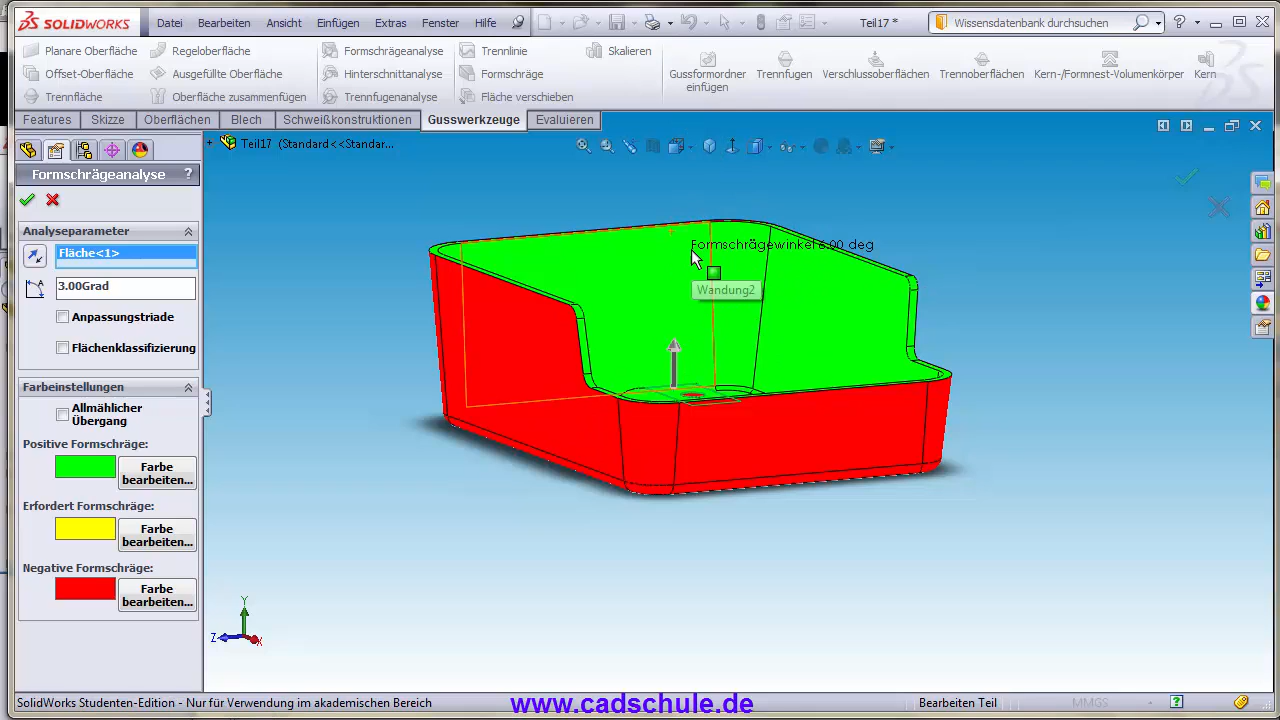 SOLIDWORKS Datei Bearbeiten Ansicht Einfügen Extras Fenster Hilfe Teil17 * Wissensdatenbank durchsuchen
Planare Oberfläche Regeloberfläche Formschrägeanalyse Trennlinie Skalieren
Offset-Oberfläche Ausgefüllte Oberfläche Hinterschnittanalyse Formschräge
Trennfläche Oberfläche zusammenfügen Trennfugenanalyse Fläche verschieben
Gussformordner einfügen Trennfugen Verschlussoberflächen Trennoberflächen Kern-/Formnest-Volumenkörper Kern
Features Skizze Oberflächen Blech Schweißkonstruktionen Gusswerkzeuge Evaluieren
Teil17 (Standard<<Standar...
Formschrägeanalyse ?
Analyseparameter
Fläche<1>
3.00Grad
Anpassungstriade
Flächenklassifizierung
Farbeinstellungen
Allmählicher
Übergang
Positive Formschräge:
Farbe
bearbeiten...
Erfordert Formschräge:
Farbe
bearbeiten...
Negative Formschräge:
Farbe
bearbeiten...
Formschrägewinkel deg
Wandung2
Y
Z
X
SolidWorks Studenten-Edition - Nur für Verwendung im akademischen Bereich
www.cadschule.de
Bearbeiten Teil
MMGS